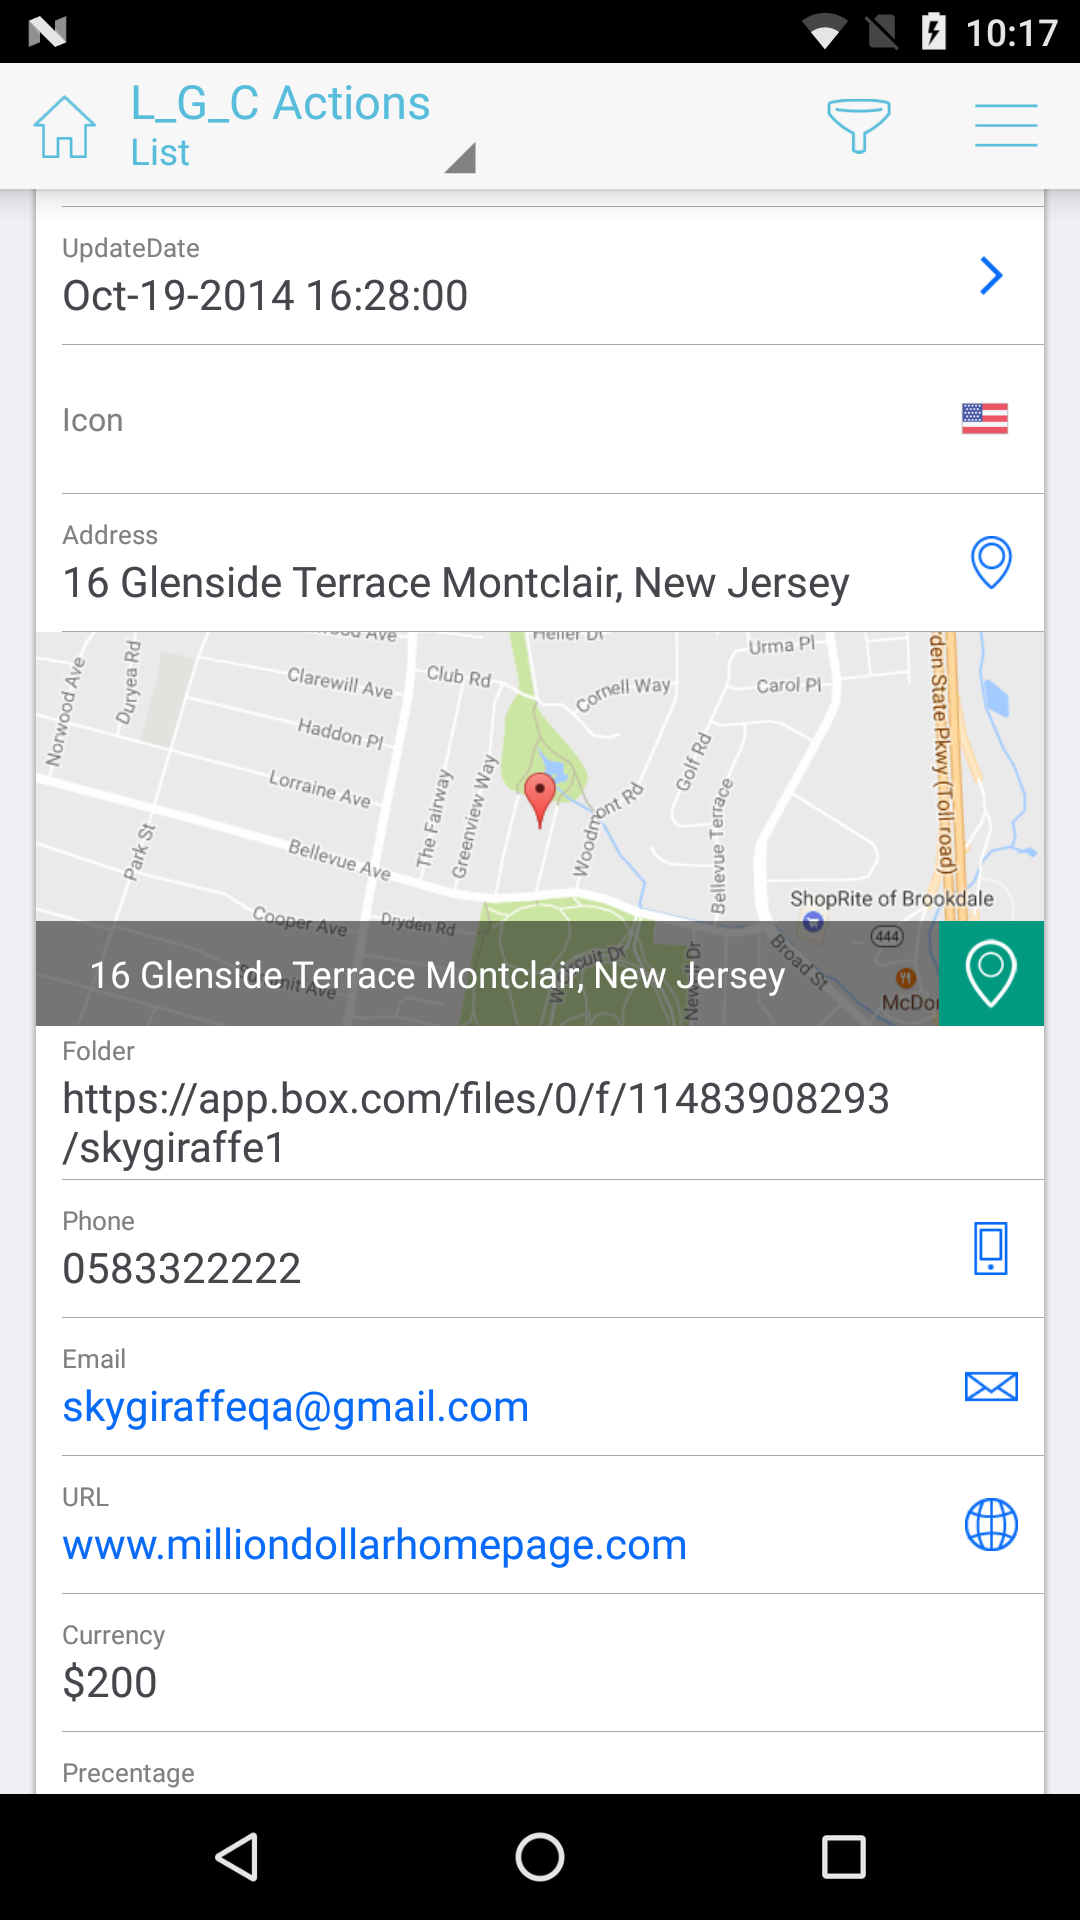 10:17
L_G_C Actions
List
UpdateDate
Oct-19-2014 16:28:00
Icon
Address
16 Glenside Terrace Montclair, New Jersey
Heller Dr
Norwood Ave
Duryea Rd
Clarewill Ave
Club Rd
Cornell Way
Urma Pl
Carol Pl
Haddon Pl
Lorraine Ave
Golf Rd
The Fairway
Greenview Way
Woodmont Rd
Bellevue Terrace
den State Pkwy (Toll road)
Park St
Bellevue Ave
ShopRite of Brookdale
Cooper Ave
Dryden Rd
444
Broad St
16 Glenside Terrace Montclair, New Jersey
McDo
Folder
https://app.box.com/files/0/f/11483908293
/skygiraffe1
Phone
0583322222
Email
skygiraffeqa@gmail.com
URL
www.milliondollarhomepage.com
Currency
$200
Precentage